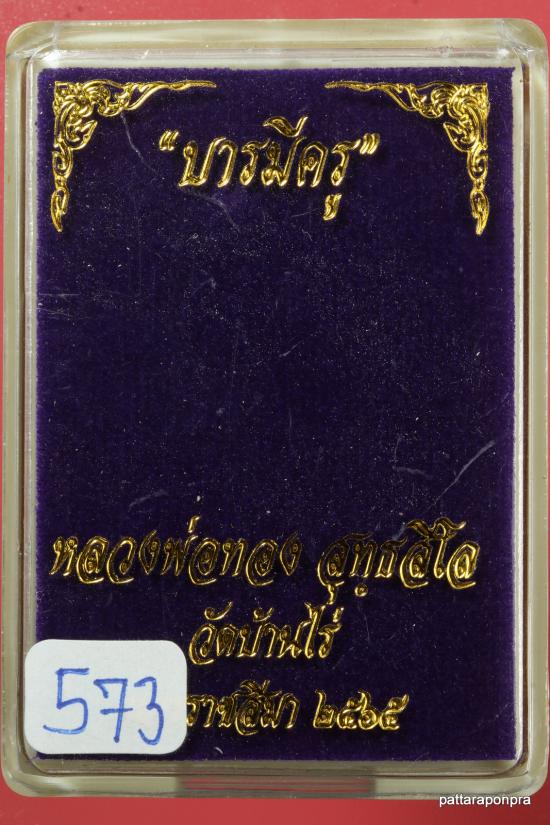 "บารมีครู"
หลวงพ่อทอง สุทฺธสีโล
วัดบ้านไร่
ราชสีมา ๒๕๖๕
573
pattaraponpra